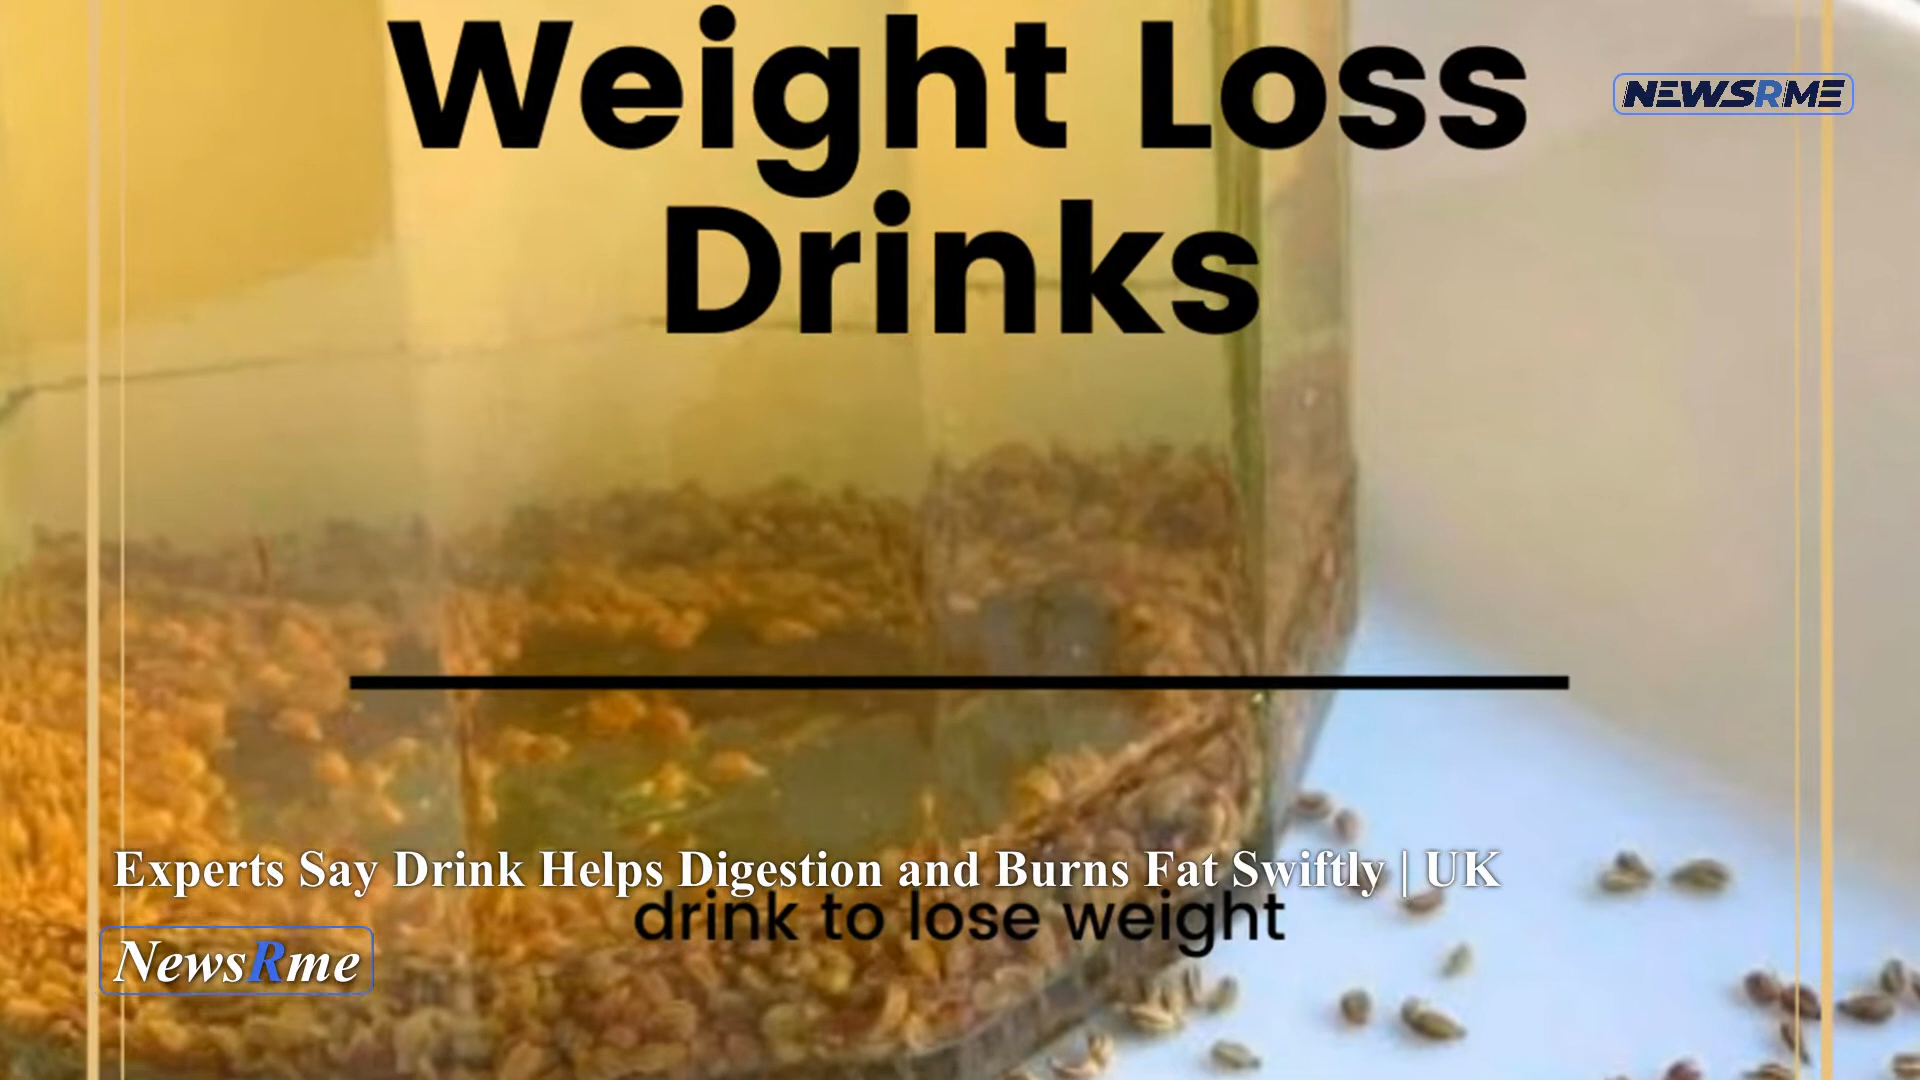 Weight Loss
NEWSRME
Drinks
Experts Say Drink Helps Digestion and Burns Fat Swiftly | UK
drink to lose weight
NewsRme